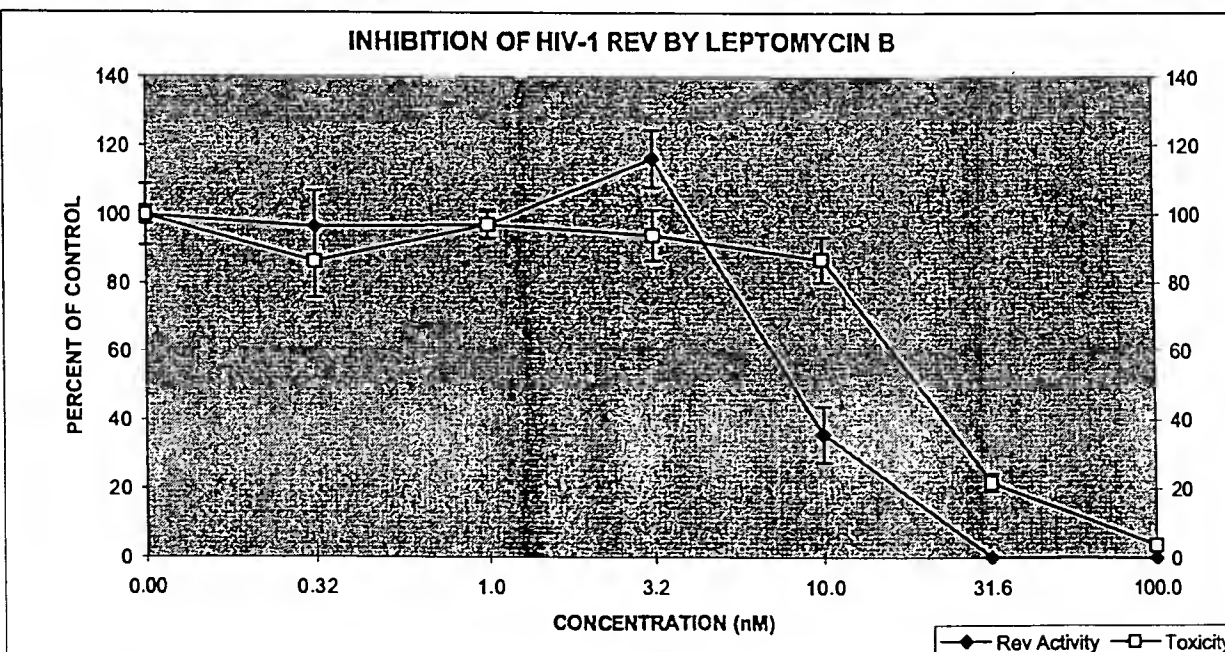 INHIBITION OF HIV-1 REV BY LEPTOMYCIN B
140 140
120 120
100 100
80 80
60 60
40 40
20 20
0 0
PERCENT OF CONTROL
0.00 0.32 1.0 3.2 10.0 31.6 100.0
CONCENTRATION (nM)
Rev Activity Toxicity